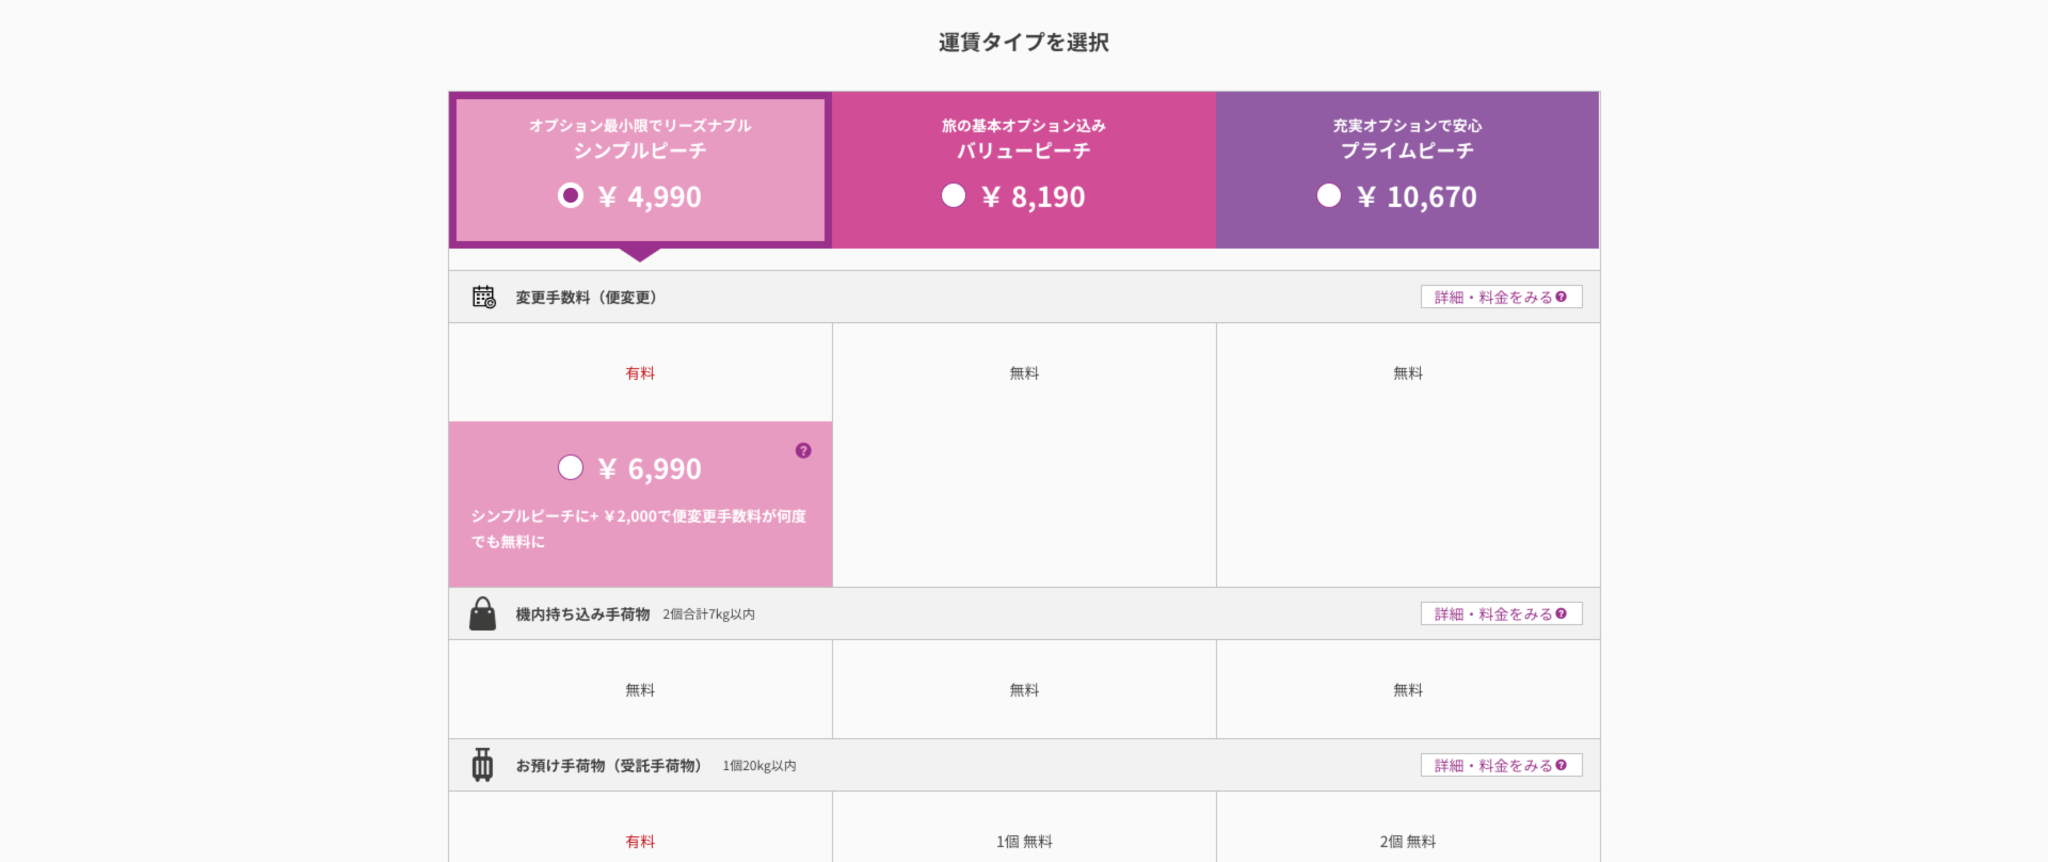 運賃タイプを選択
オプション最小限でリーズナブル
シンプルピーチ
¥ 4,990
旅の基本オプション込み
バリューピーチ
¥ 8,190
充実オプションで安心
プライムピーチ
¥ 10,670
変更手数料（便変更）
詳細・料金をみる?
有料
無料
無料
?
¥ 6,990
シンプルピーチに+ ¥2,000で便変更手数料が何度
でも無料に
機内持ち込み手荷物 2個合計7kg以内
詳細・料金をみる?
無料
無料
無料
お預け手荷物（受託手荷物） 1個20kg以内
詳細・料金をみる?
有料
1個 無料
2個 無料